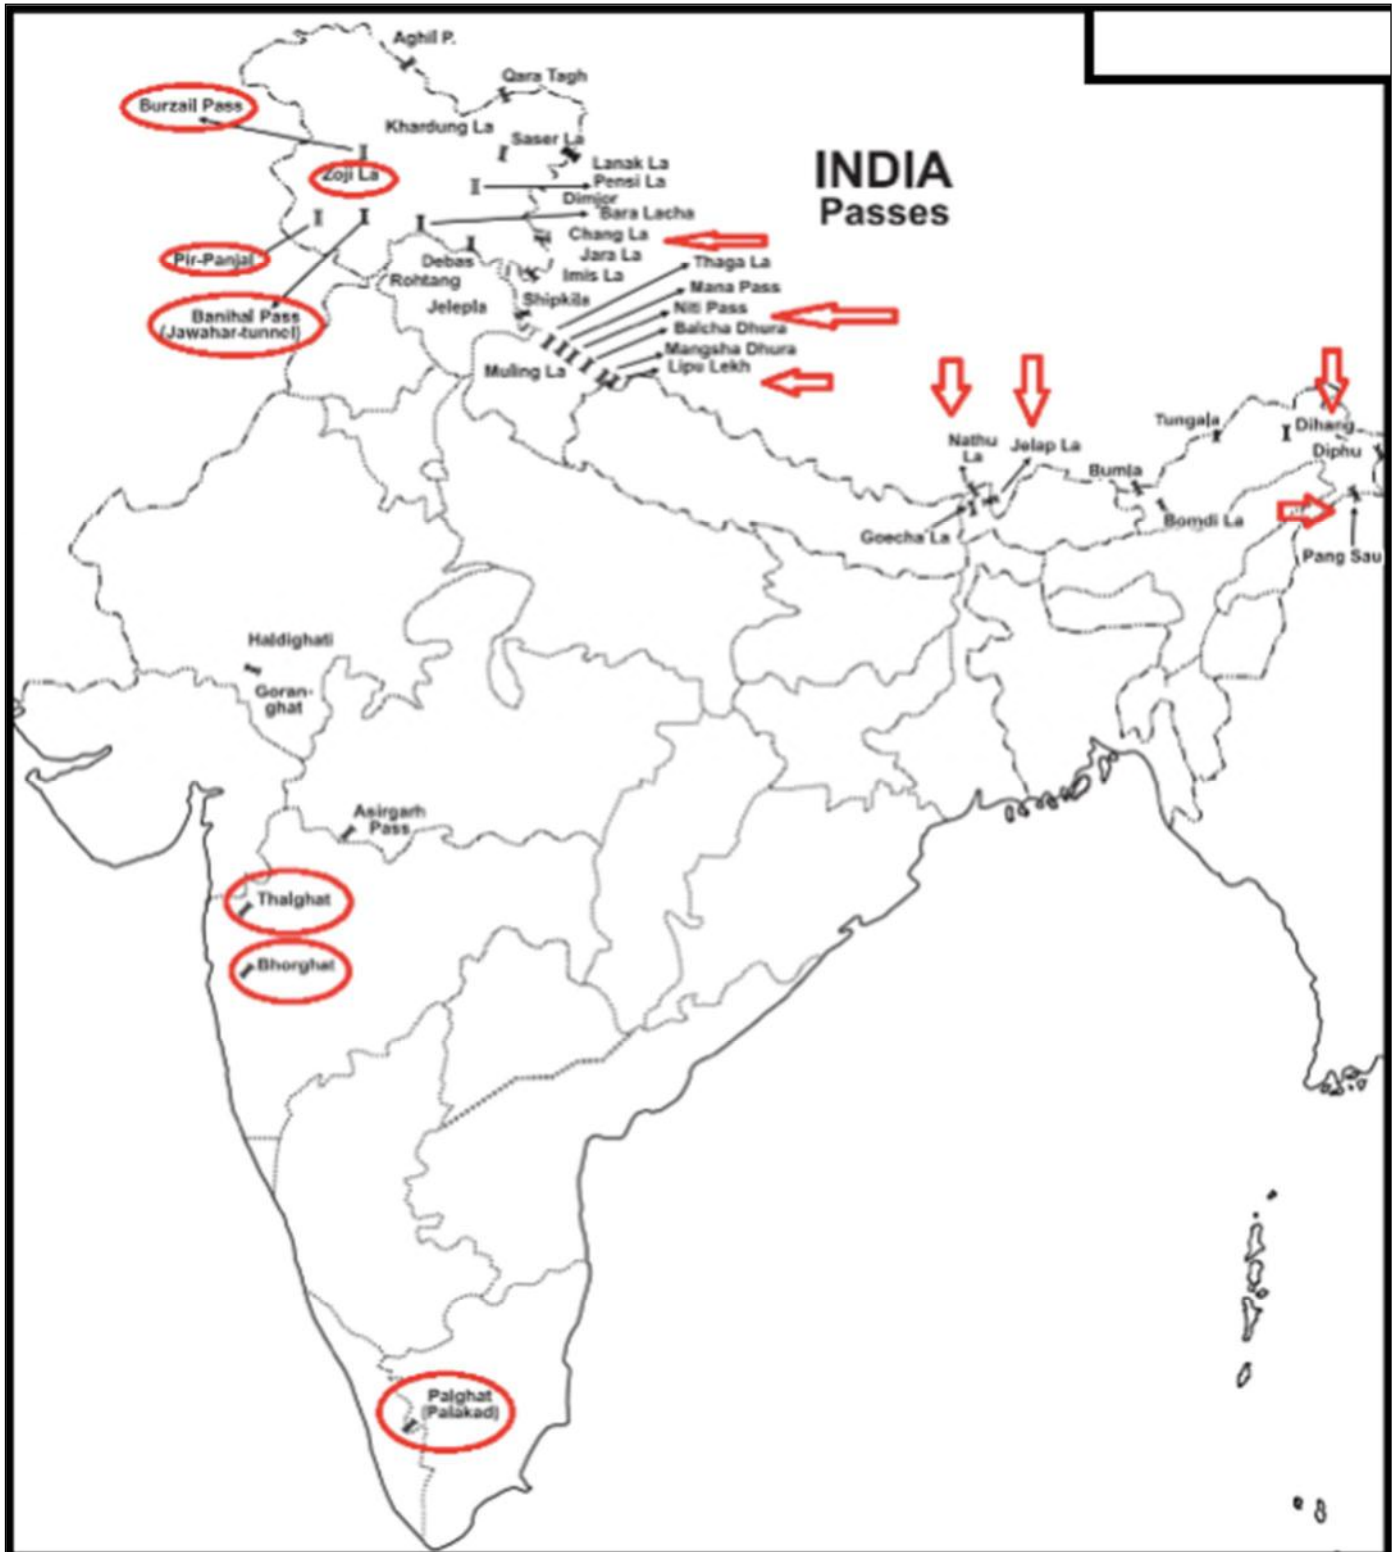 Aghil P.
Qara Tagh
Burzail Pass
Khardung La
Saser La
INDIA
Passes
Lanak La
Zoji La
Pensi La
Dimjor
Bara Lacha
Chang La
Jara La
Pir-Panjal
Debas
Thaga La
Imis La
Rohtang
Mana Pass
Shipkila
Jelepla
Niti Pass
Banihal Pass
(Jawahar-tunnel)
Balcha Dhura
Mangsha Dhura
Muling La
Lipu Lekh
Tungala
Dihang
Nathu
La
Jelap La
Diphu
Bumla
Bomdi La
Goecha La
Pang Sau
Haldighati
Goran-
ghat
Asirgarh
Pass
Thalghat
Bhorghat
Palghat
(Palakad)